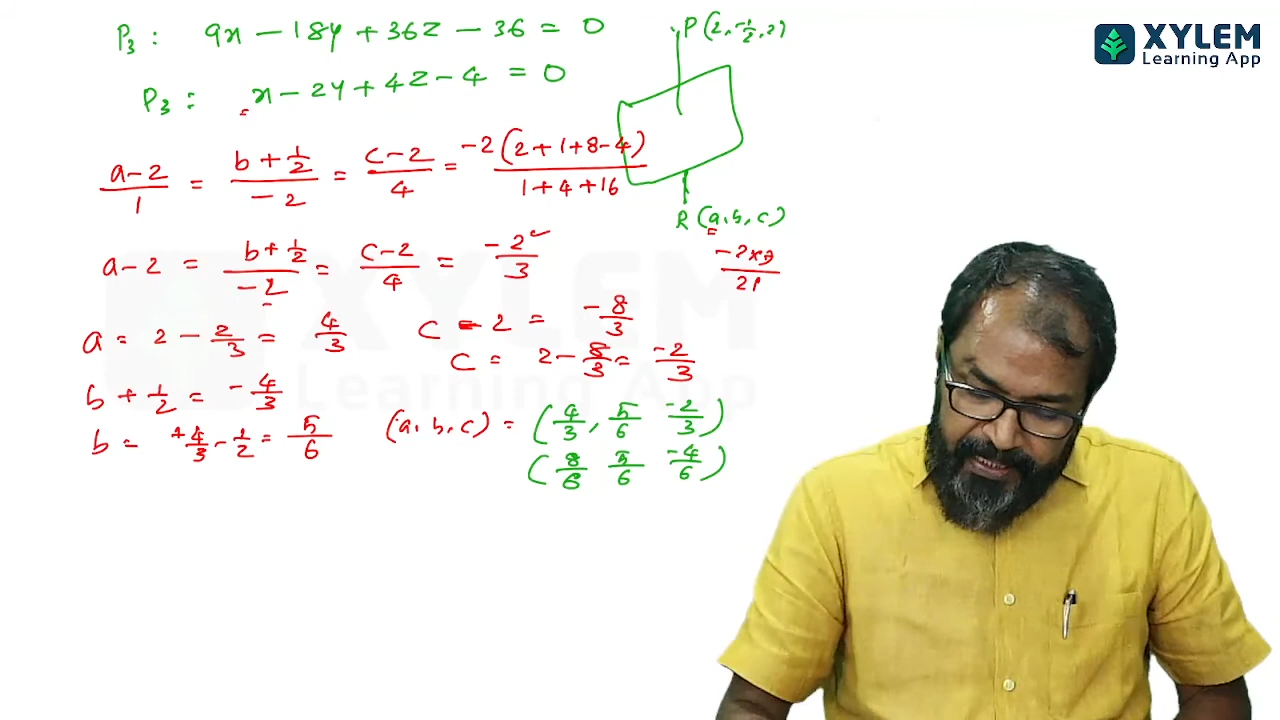 P₃ : 9x − 18y + 36z − 36 = 0
P₃ : x − 2y + 4z − 4 = 0
P(2, -1/2, 2)
(a−2)/1 = (b + 1/2)/−2 = (c−2)/4 = −2(2+1+8−4)/(1+4+16)
R (a, b, c)
a−2 = (b + 1/2)/−2 = (c−2)/4 = −2/3
a = 2 − 2/3 = 4/3
c − 2 = −8/3
c = 2 − 8/3 = −2/3
b + 1/2 = −4/3
b = +4/3 − 1/2 = 5/6
(a, b, c) = (4/3, 5/6 −2/3)
(8/6 5/6 −4/6)
XYLEM
Learning App
XYLEM
Learning App